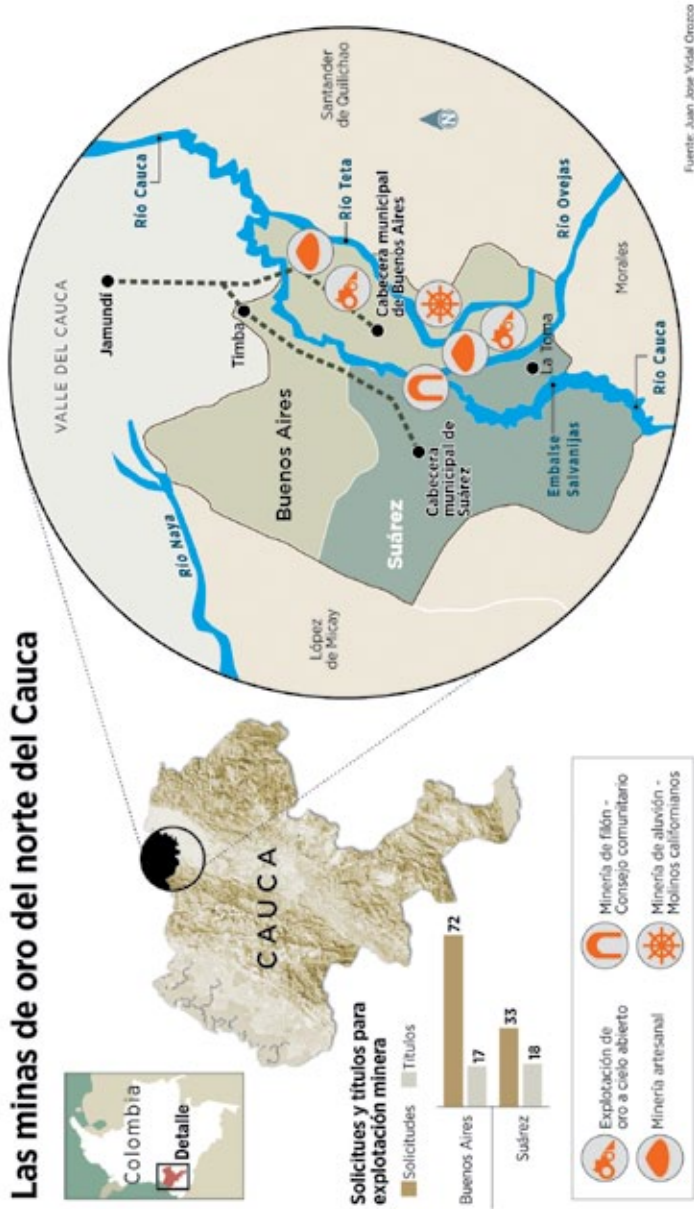 Las minas de oro del norte del Cauca
Colombia
Detalle
CAUCA
Solicitues y títulos para
explotación minera
Solicitudes
Títulos
Buenos Aires
72
17
Suárez
33
18
Explotación de
oro a cielo abierto
Minería de filón -
Consejo comunitario
Minería artesanal
Minería de aluvión -
Molinos californianos
VALLE DEL CAUCA
Jamundí
Río Cauca
Río Naya
Timba
Santander
de Quilichao
Río Teta
N
Buenos Aires
Cabecera municipal
de Buenos Aires
López
de Micay
Suárez
Cabecera
municipal de
Suárez
La Toma
Río Ovejas
Embalse
Salvanijas
Morales
Río Cauca
Fuente: Juan Jose Vidal Orozco